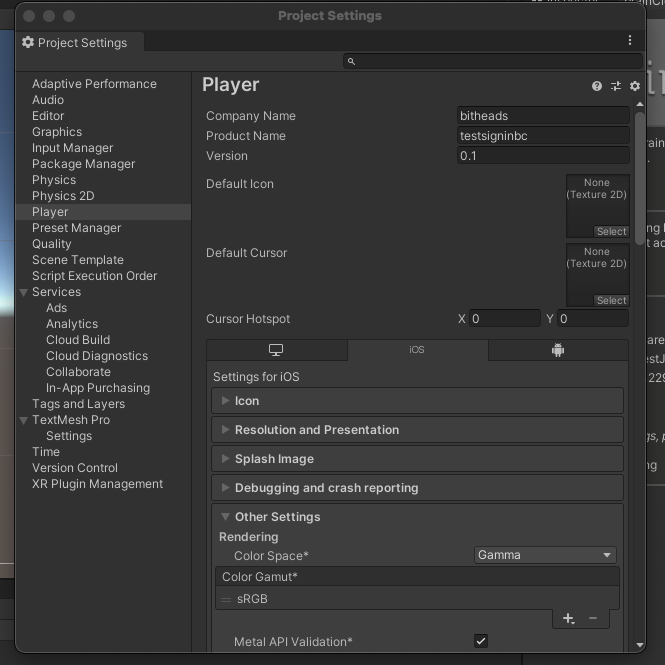 Project Settings
Project Settings
Adaptive Performance
Audio
Editor
Graphics
Input Manager
Package Manager
Physics
Physics 2D
Player
Preset Manager
Quality
Scene Template
Script Execution Order
Services
Ads
Analytics
Cloud Build
Cloud Diagnostics
Collaborate
In-App Purchasing
Tags and Layers
TextMesh Pro
Settings
Time
Version Control
XR Plugin Management
Player
Company Name bitheads
Product Name testsigninbc
Version 0.1
Default Icon
None
(Texture 2D)
Select
Default Cursor
None
(Texture 2D)
Select
Cursor Hotspot X 0 Y 0
iOS
Settings for iOS
Icon
Resolution and Presentation
Splash Image
Debugging and crash reporting
Other Settings
Rendering
Color Space* Gamma
Color Gamut*
sRGB
Metal API Validation*